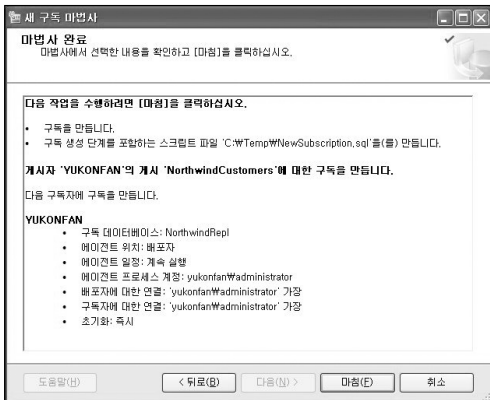 새 구독 마법사
마법사 완료
마법사에서 선택한 내용을 확인하고 [마침]을 클릭하십시오.
다음 작업을 수행하려면 [마침]을 클릭하십시오.
• 구독을 만듭니다.
• 구독 생성 단계를 포함하는 스크립트 파일 'C:₩Temp₩NewSubscription.sql'을(를) 만듭니다.
게시자 'YUKONFAN'의 게시 'NorthwindCustomers'에 대한 구독을 만듭니다.
다음 구독자에 구독을 만듭니다.
YUKONFAN
• 구독 데이터베이스: NorthwindRepl
• 에이전트 위치: 배포자
• 에이전트 일정: 계속 실행
• 에이전트 프로세스 계정: yukonfan₩administrator
• 배포자에 대한 연결: 'yukonfan₩administrator' 가장
• 구독자에 대한 연결: 'yukonfan₩administrator' 가장
• 초기화: 즉시
도움말(H) < 뒤로(B) 다음(N) > 마침(F) 취소